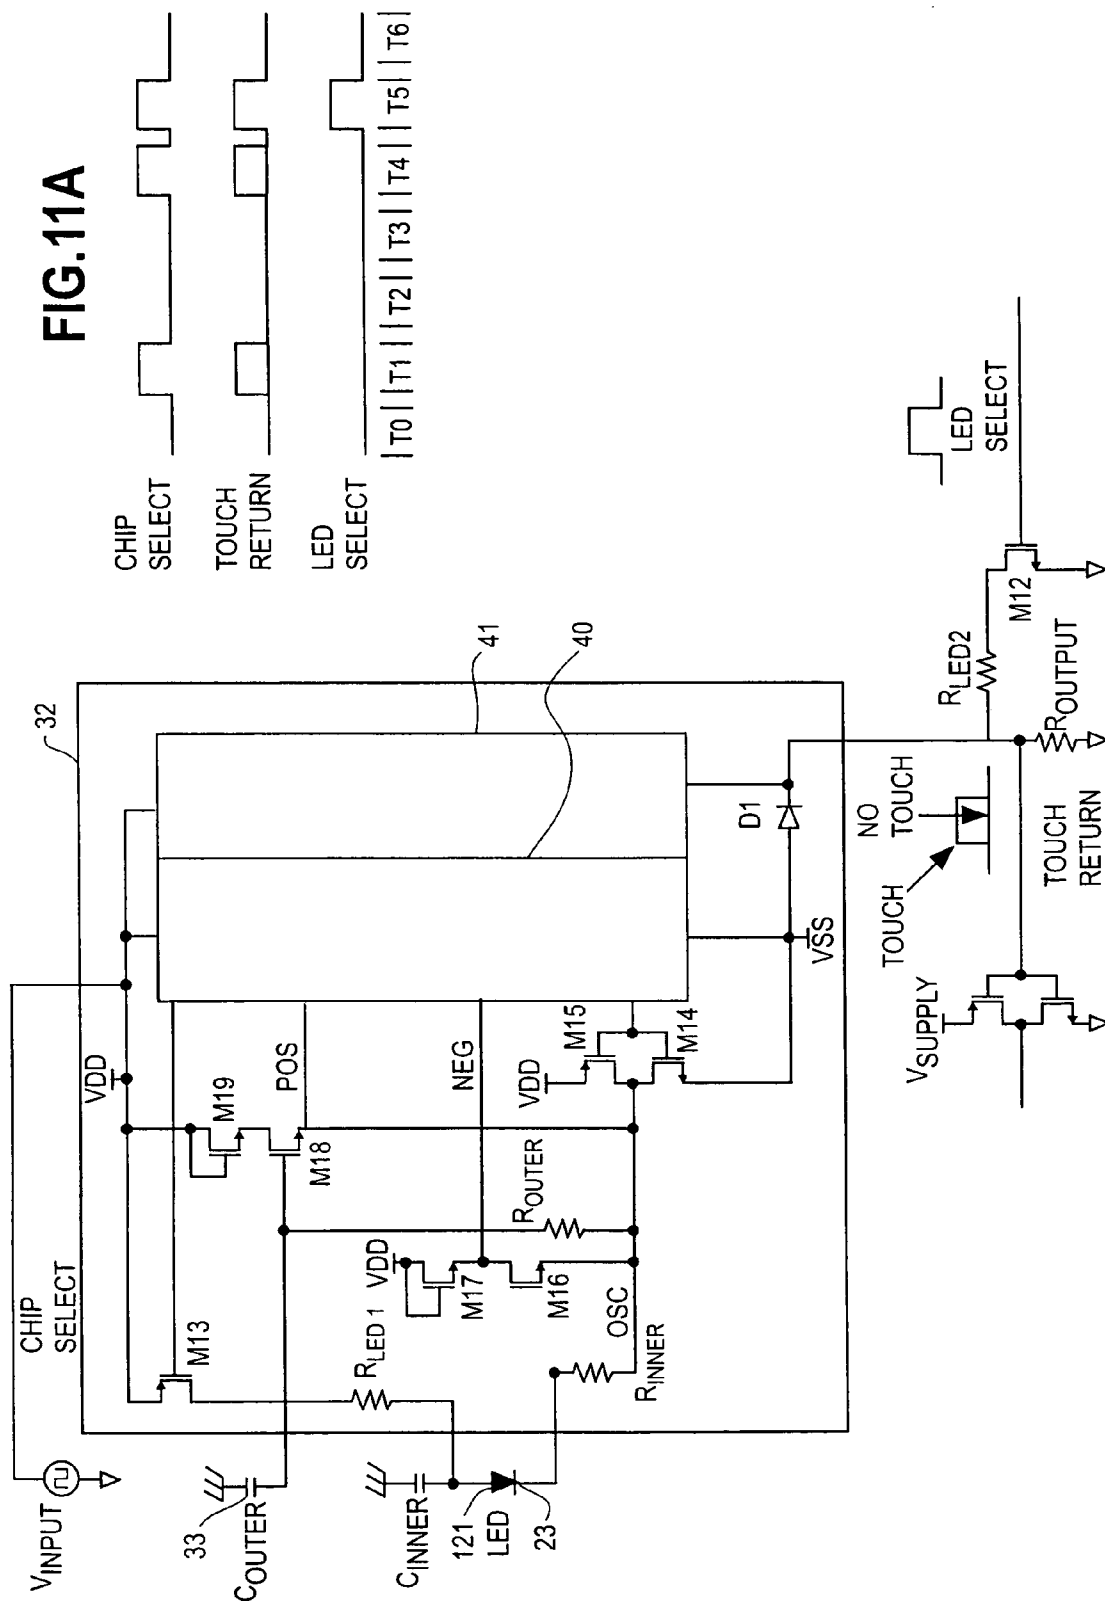 FIG.11A
CHIP
SELECT
TOUCH
RETURN
LED
SELECT
T0 T1 T2 T3 T4 T5 T6
32
41
40
VINPUT
CHIP
SELECT
VDD
M13
M19
POS
M18
33
COUTER
RLED 1
VDD
M17
NEG
M16
ROUTER
VDD
M15
M14
CINNER
121
LED
23
OSC
RINNER
VSS
D1
VSUPPLY
TOUCH
NO
TOUCH
TOUCH
RETURN
ROUTPUT
RLED2
M12
LED
SELECT